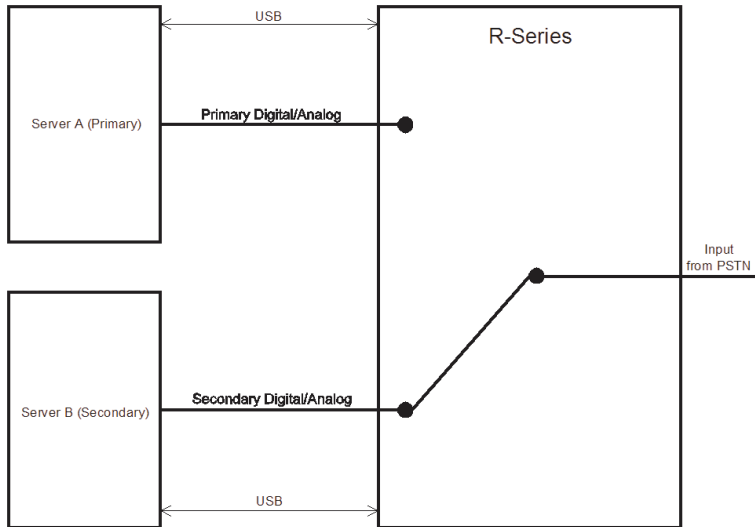 USB
R-Series
Server A (Primary)
Primary Digital/Analog
Input
from PSTN
Server B (Secondary)
Secondary Digital/Analog
USB